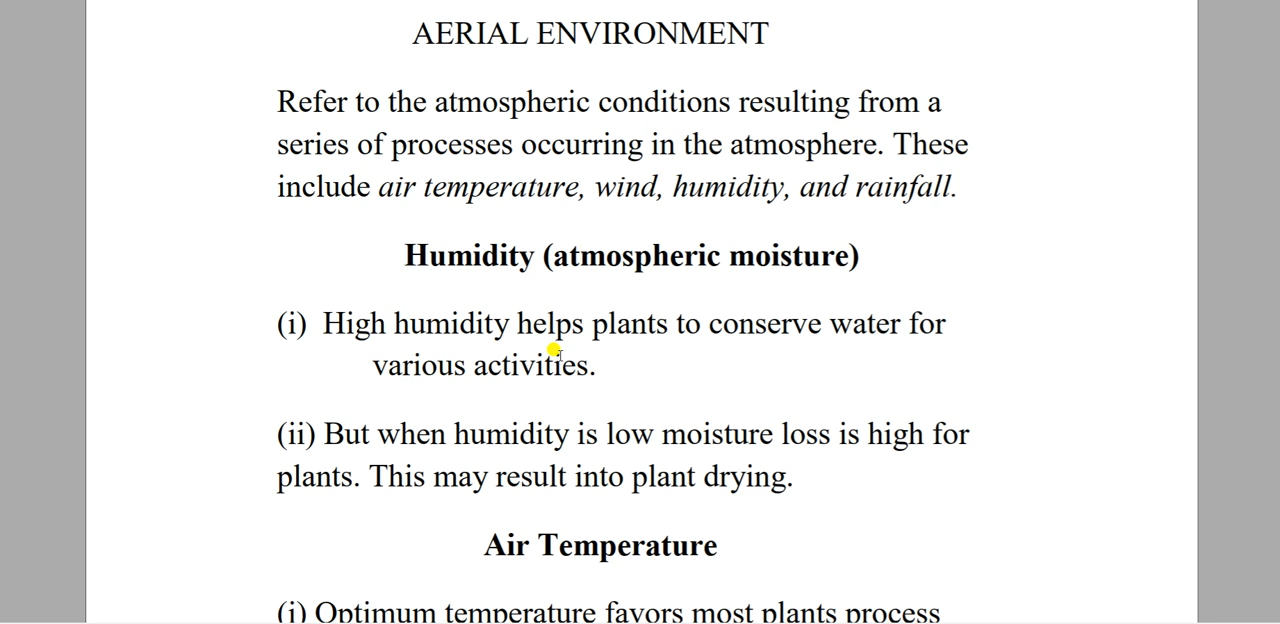 AERIAL ENVIRONMENT
Refer to the atmospheric conditions resulting from a
series of processes occurring in the atmosphere. These
include air temperature, wind, humidity, and rainfall.
Humidity (atmospheric moisture)
(i) High humidity helps plants to conserve water for
various activities.
(ii) But when humidity is low moisture loss is high for
plants. This may result into plant drying.
Air Temperature
(i) Optimum temperature favors most plants process